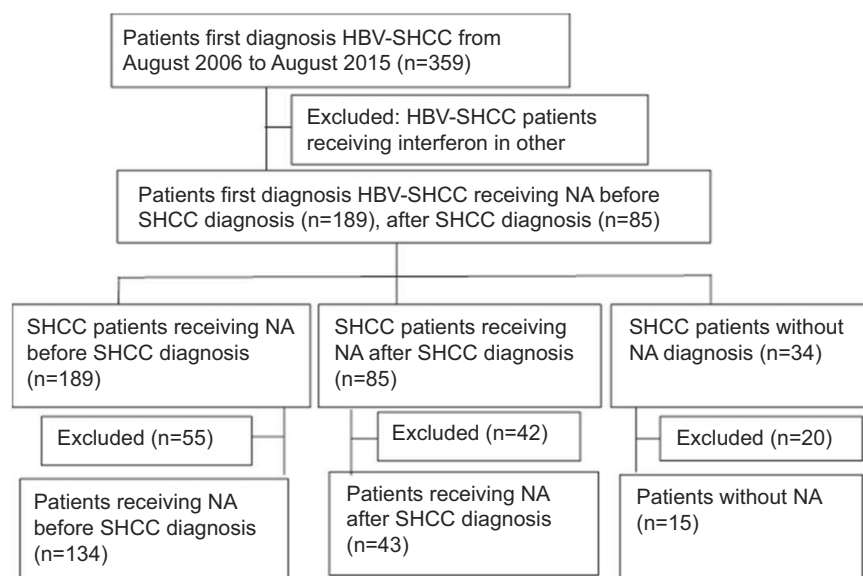 Patients first diagnosis HBV-SHCC from
August 2006 to August 2015 (n=359)
Excluded: HBV-SHCC patients
receiving interferon in other
Patients first diagnosis HBV-SHCC receiving NA before
SHCC diagnosis (n=189), after SHCC diagnosis (n=85)
SHCC patients receiving NA
before SHCC diagnosis
(n=189)
SHCC patients receiving
NA after SHCC diagnosis
(n=85)
SHCC patients without
NA diagnosis (n=34)
Excluded (n=55)
Excluded (n=42)
Excluded (n=20)
Patients receiving NA
before SHCC diagnosis
(n=134)
Patients receiving NA
after SHCC diagnosis
(n=43)
Patients without NA
(n=15)